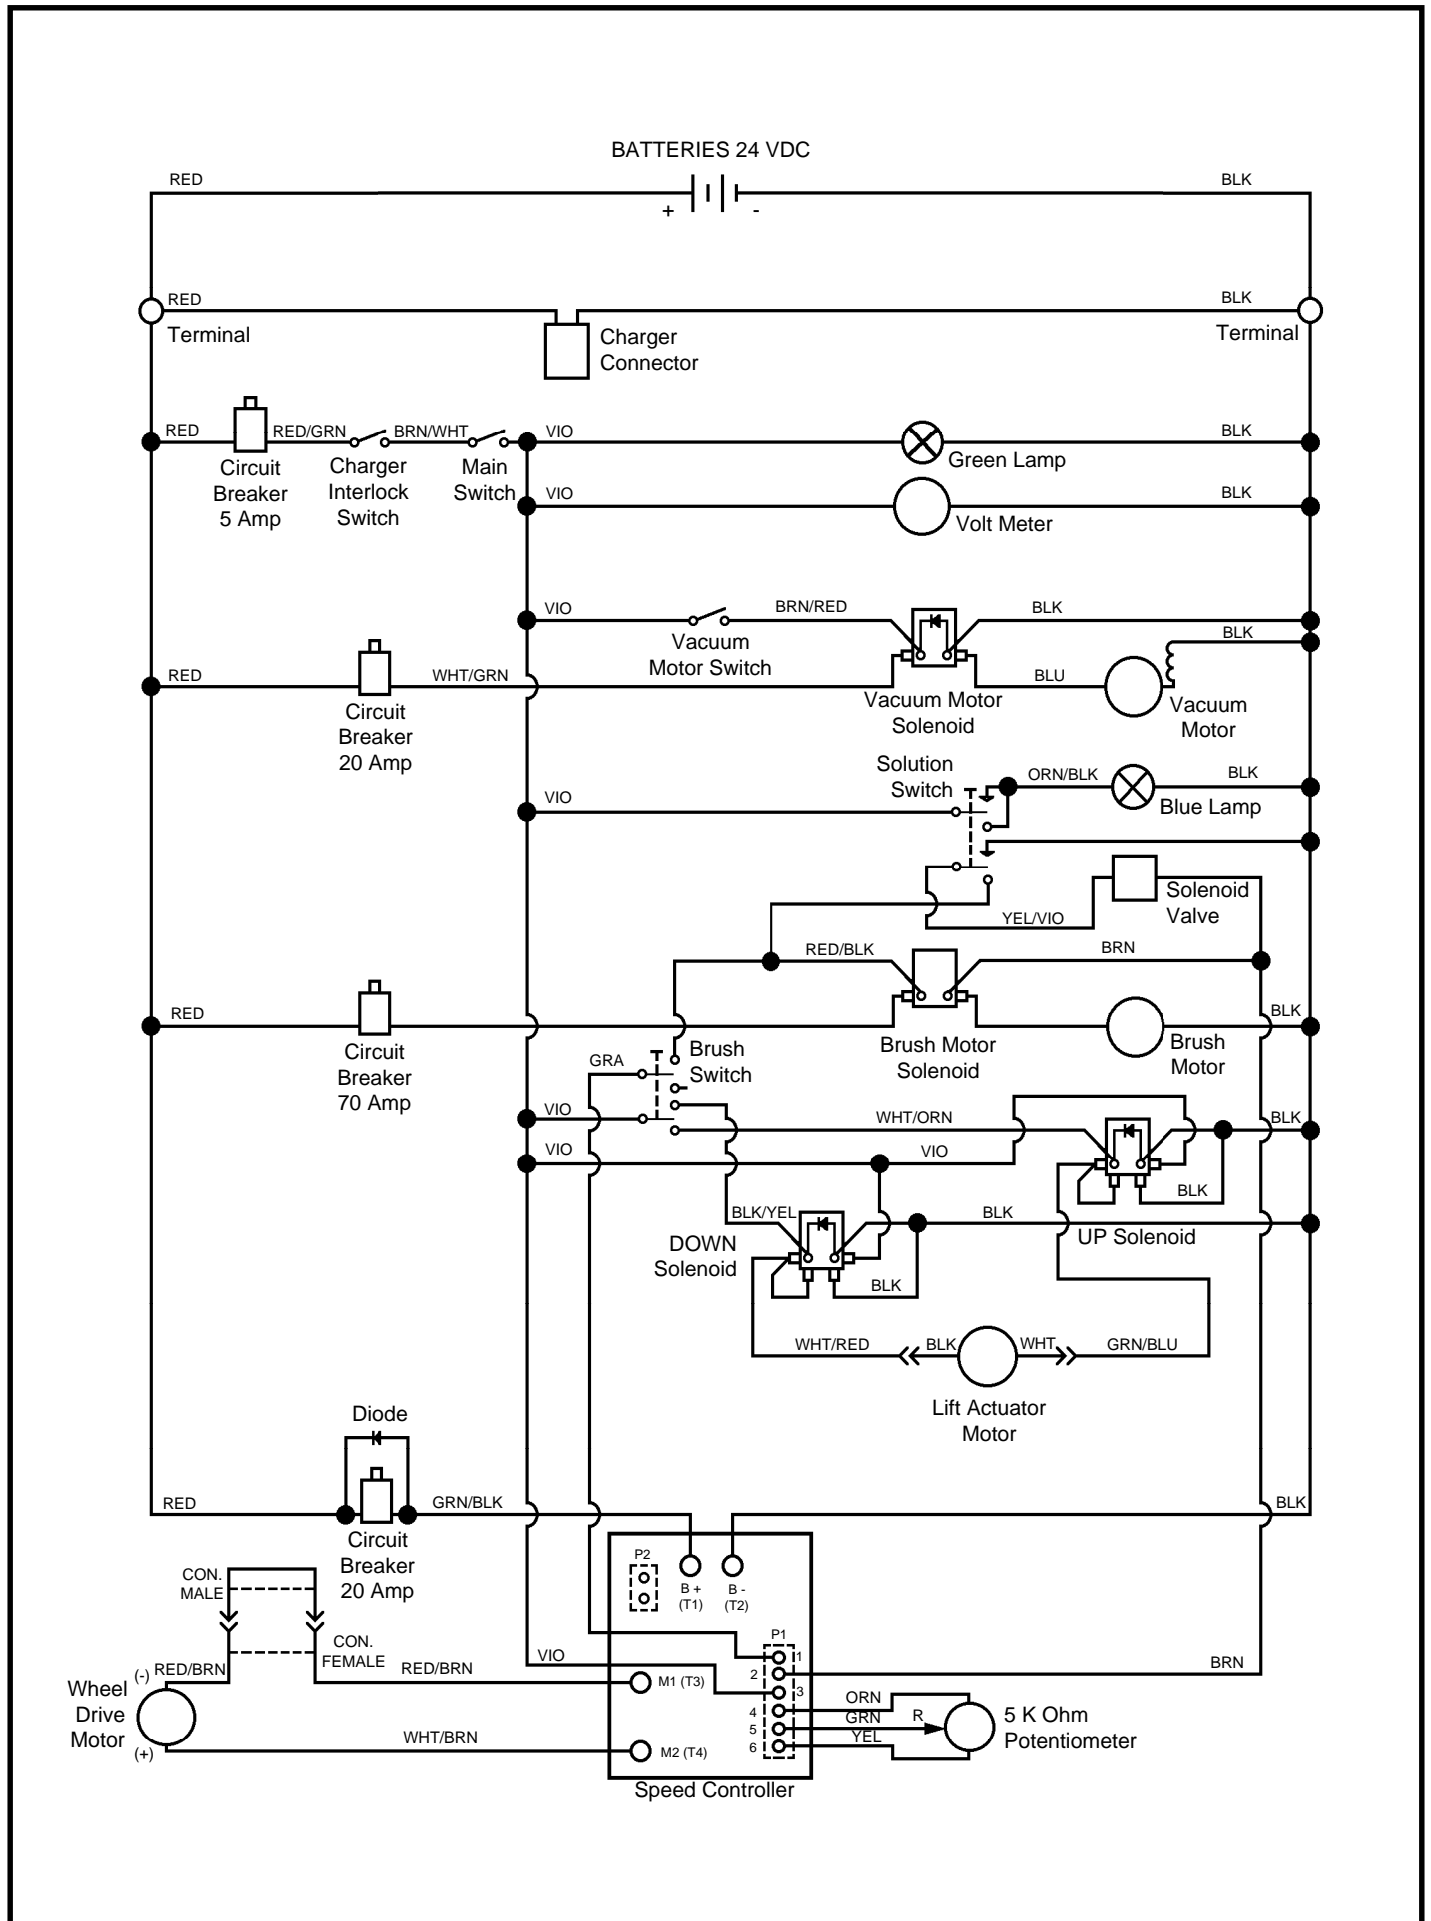 BATTERIES 24 VDC
RED
BLK
+
-
RED
BLK
Terminal
Terminal
Charger
Connector
RED
RED/GRN
BRN/WHT
VIO
BLK
Circuit
Breaker
5 Amp
Charger
Interlock
Switch
Main
Switch
Green Lamp
VIO
BLK
Volt Meter
VIO
BRN/RED
BLK
Vacuum
Motor Switch
BLK
RED
WHT/GRN
BLU
Circuit
Breaker
20 Amp
Vacuum Motor
Solenoid
Vacuum
Motor
Solution
Switch
ORN/BLK
BLK
Blue Lamp
VIO
Solenoid
Valve
YEL/VIO
RED/BLK
BRN
RED
BLK
Circuit
Breaker
70 Amp
Brush Motor
Solenoid
Brush
Motor
GRA
Brush
Switch
VIO
WHT/ORN
BLK
VIO
VIO
BLK
BLK/YEL
BLK
UP Solenoid
DOWN
Solenoid
BLK
WHT/RED
BLK
WHT
GRN/BLU
Lift Actuator
Motor
Diode
RED
GRN/BLK
BLK
Circuit
Breaker
20 Amp
P2
B +
(T1)
B -
(T2)
CON.
MALE
CON.
FEMALE
P1
VIO
1
2
3
4
5
6
BRN
(-)
RED/BRN
RED/BRN
M1 (T3)
Wheel
Drive
Motor
(+)
WHT/BRN
M2 (T4)
ORN
GRN
YEL
R
5 K Ohm
Potentiometer
Speed Controller